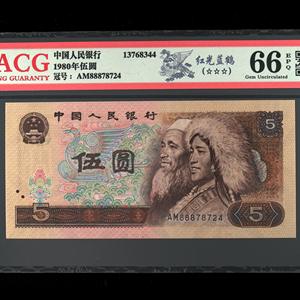 ACG
NG GUARANTY
中国人民银行 13768344
1980年伍圆
冠号：AM88878724
红光蓝鹤
(☆☆☆)
66 EPQ
Gem Uncirculated
中国人民银行
5
伍圆
AM88878724
5
5